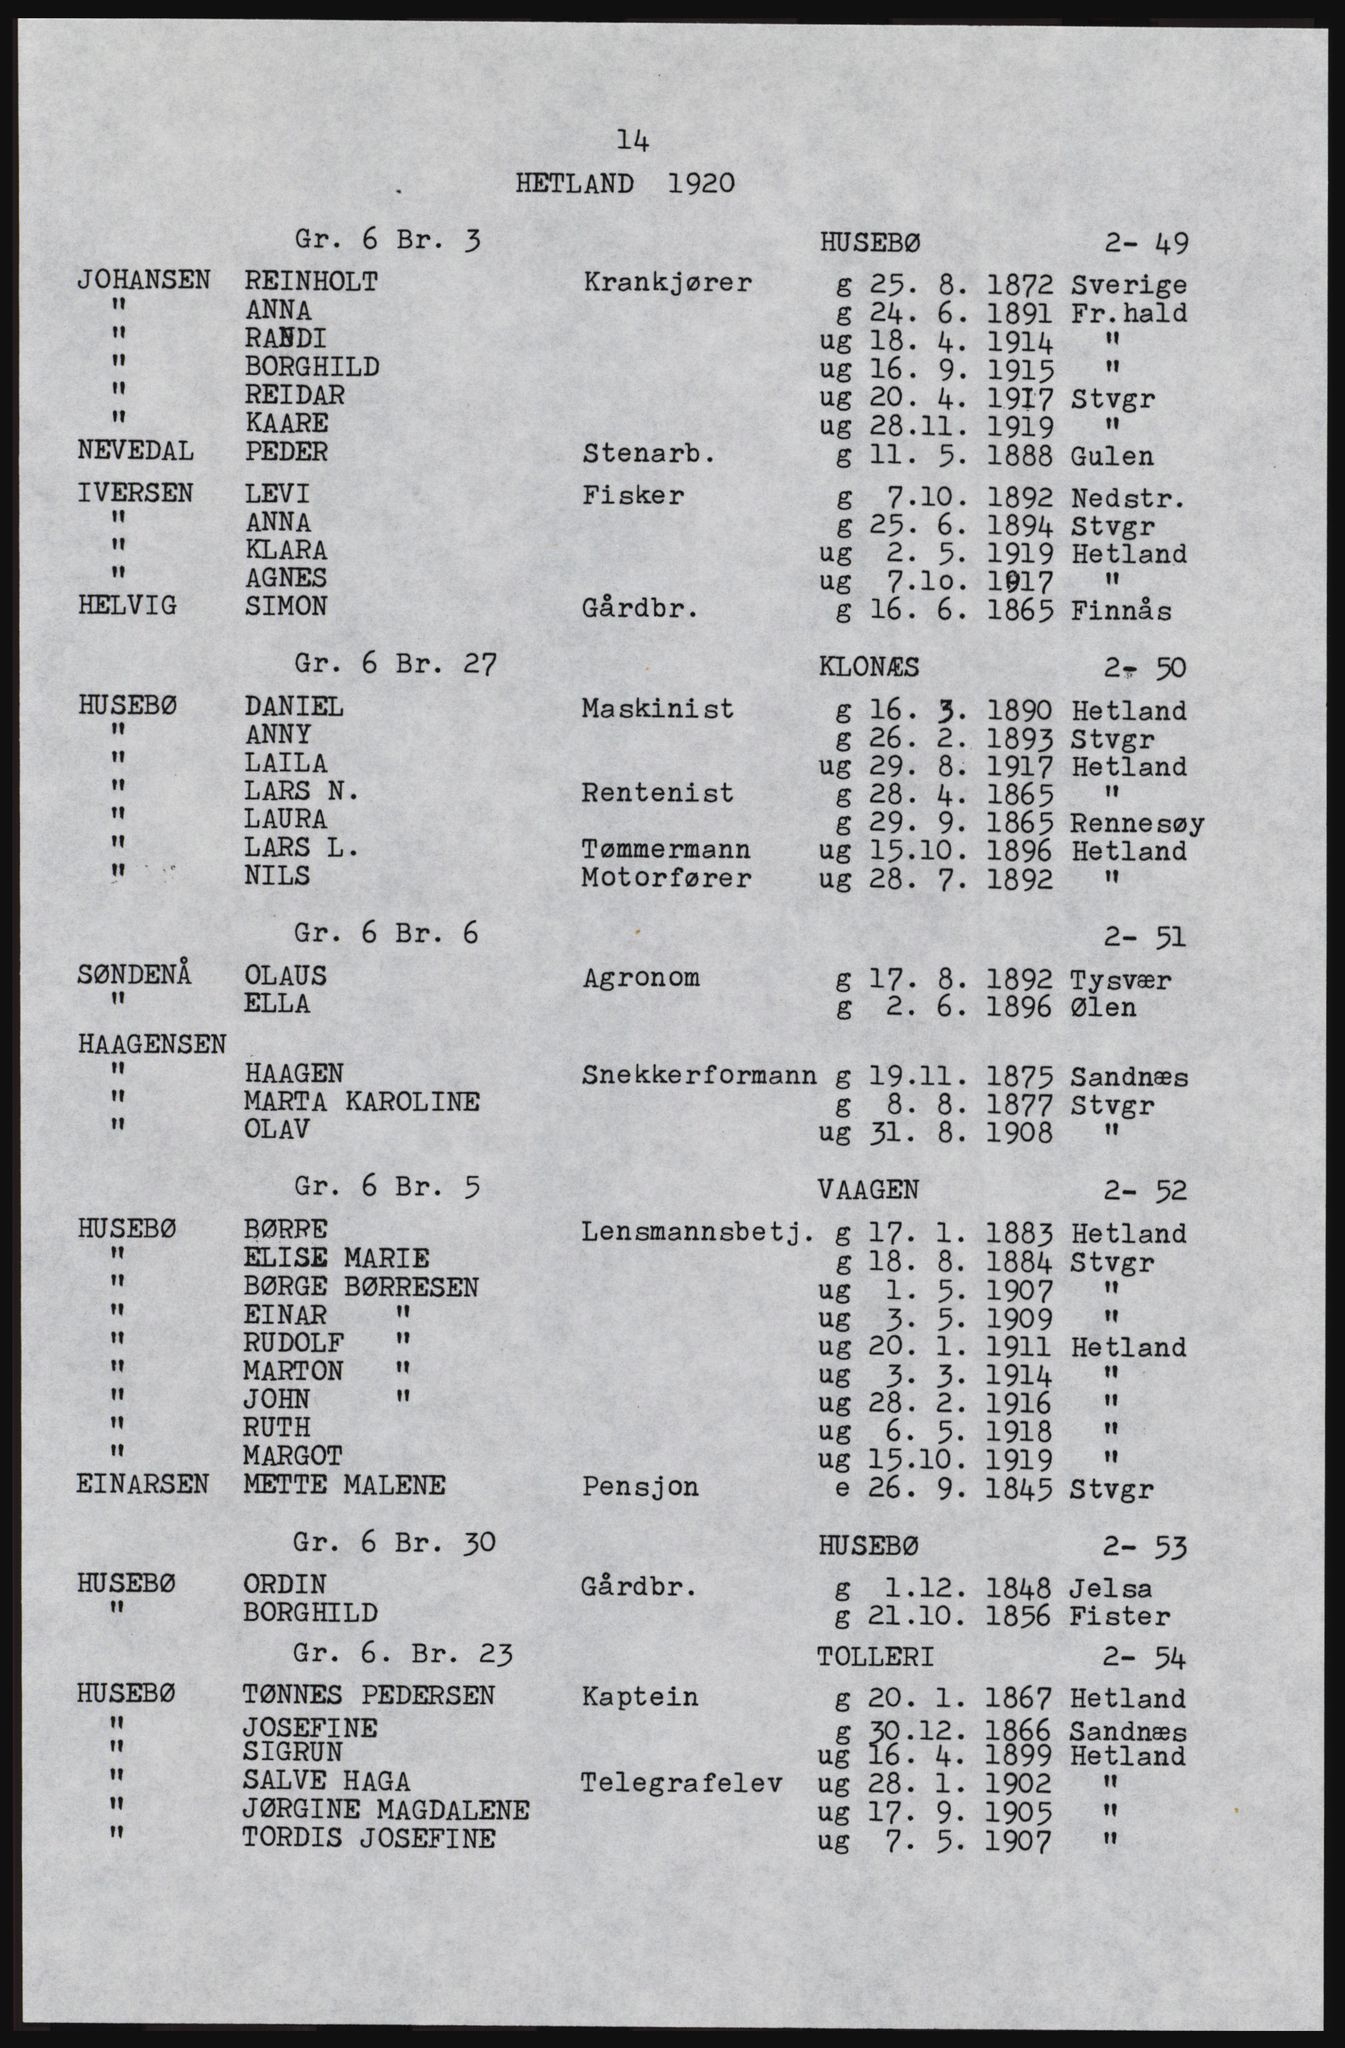 14
HETLAND 1920
Gr. 6 Br. 3 HUSEBØ 2- 49
JOHANSEN REINHOLT Krankjører g 25. 8. 1872 Sverige
" ANNA g 24. 6. 1891 Fr.hald
" RANDI ug 18. 4. 1914 "
" BORGHILD ug 16. 9. 1915 "
" REIDAR ug 20. 4. 1917 Stvgr
" KAARE ug 28.11. 1919 "
NEVEDAL PEDER Stenarb. g 11. 5. 1888 Gulen
IVERSEN LEVI Fisker g 7.10. 1892 Nedstr.
" ANNA g 25. 6. 1894 Stvgr
" KLARA ug 2. 5. 1919 Hetland
" AGNES ug 7.10. 1917 "
HELVIG SIMON Gårdbr. g 16. 6. 1865 Finnås
Gr. 6 Br. 27 KLONÆS 2- 50
HUSEBØ DANIEL Maskinist g 16. 3. 1890 Hetland
" ANNY g 26. 2. 1893 Stvgr
" LAILA ug 29. 8. 1917 Hetland
" LARS N. Rentenist g 28. 4. 1865 "
" LAURA g 29. 9. 1865 Rennesøy
" LARS L. Tømmermann ug 15.10. 1896 Hetland
" NILS Motorfører ug 28. 7. 1892 "
Gr. 6 Br. 6 2- 51
SØNDENÅ OLAUS Agronom g 17. 8. 1892 Tysvær
" ELLA g 2. 6. 1896 Ølen
HAAGENSEN
" HAAGEN Snekkerformann g 19.11. 1875 Sandnæs
" MARTA KAROLINE g 8. 8. 1877 Stvgr
" OLAV ug 31. 8. 1908 "
Gr. 6 Br. 5 VAAGEN 2- 52
HUSEBØ BØRRE Lensmannsbetj. g 17. 1. 1883 Hetland
" ELISE MARIE g 18. 8. 1884 Stvgr
" BØRGE BØRRESEN ug 1. 5. 1907 "
" EINAR " ug 3. 5. 1909 "
" RUDOLF " ug 20. 1. 1911 Hetland
" MARTON " ug 3. 3. 1914 "
" JOHN " ug 28. 2. 1916 "
" RUTH ug 6. 5. 1918 "
" MARGOT ug 15.10. 1919 "
EINARSEN METTE MALENE Pensjon e 26. 9. 1845 Stvgr
Gr. 6 Br. 30 HUSEBØ 2- 53
HUSEBØ ORDIN Gårdbr. g 1.12. 1848 Jelsa
" BORGHILD g 21.10. 1856 Fister
Gr. 6. Br. 23 TOLLERI 2- 54
HUSEBØ TØNNES PEDERSEN Kaptein g 20. 1. 1867 Hetland
" JOSEFINE g 30.12. 1866 Sandnæs
" SIGRUN ug 16. 4. 1899 Hetland
" SALVE HAGA Telegrafelev ug 28. 1. 1902 "
" JØRGINE MAGDALENE ug 17. 9. 1905 "
" TORDIS JOSEFINE ug 7. 5. 1907 "